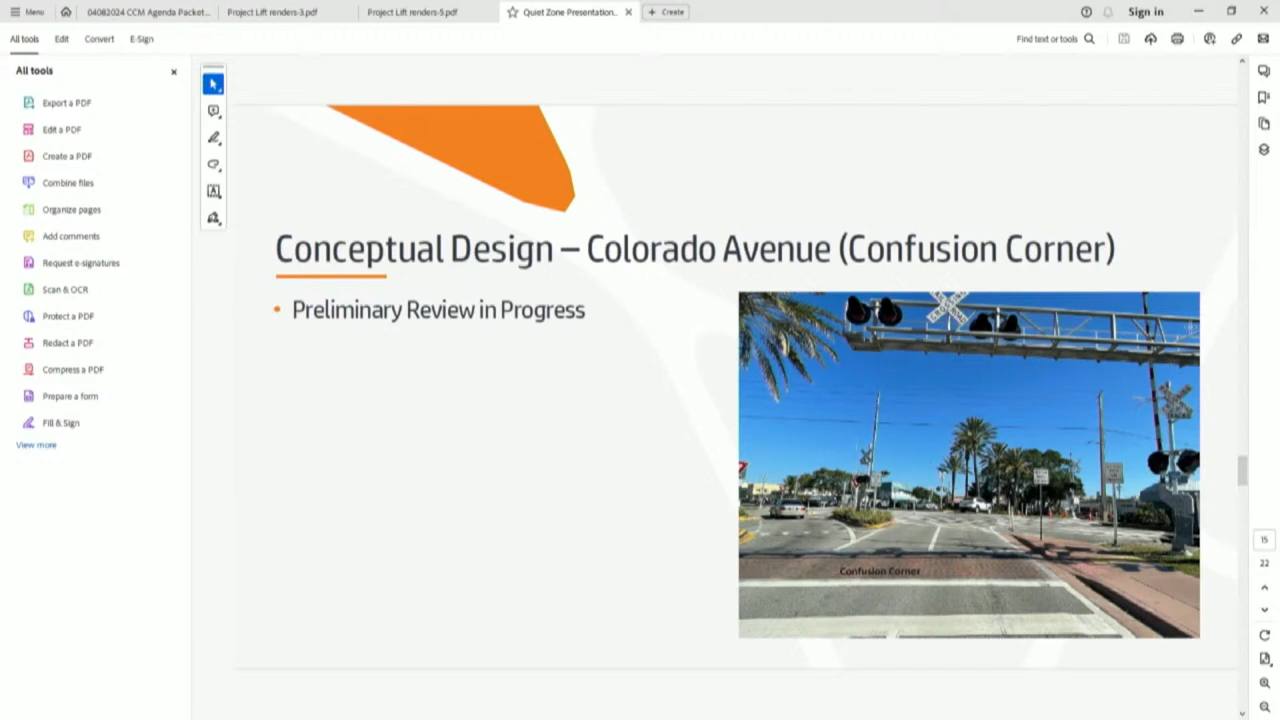 Menu
04082024 CCM Agenda Packet...
Project Lift renders-3.pdf
Project Lift renders-5.pdf
Quiet Zone Presentation...
Create
Sign in
All tools
Edit
Convert
E-Sign
Find text or tools
All tools
Export a PDF
Edit a PDF
Create a PDF
Combine files
Organize pages
Add comments
Request e-signatures
Scan & OCR
Protect a PDF
Redact a PDF
Compress a PDF
Prepare a form
Fill & Sign
View more
Conceptual Design – Colorado Avenue (Confusion Corner)
• Preliminary Review in Progress
Confusion Corner
15
22